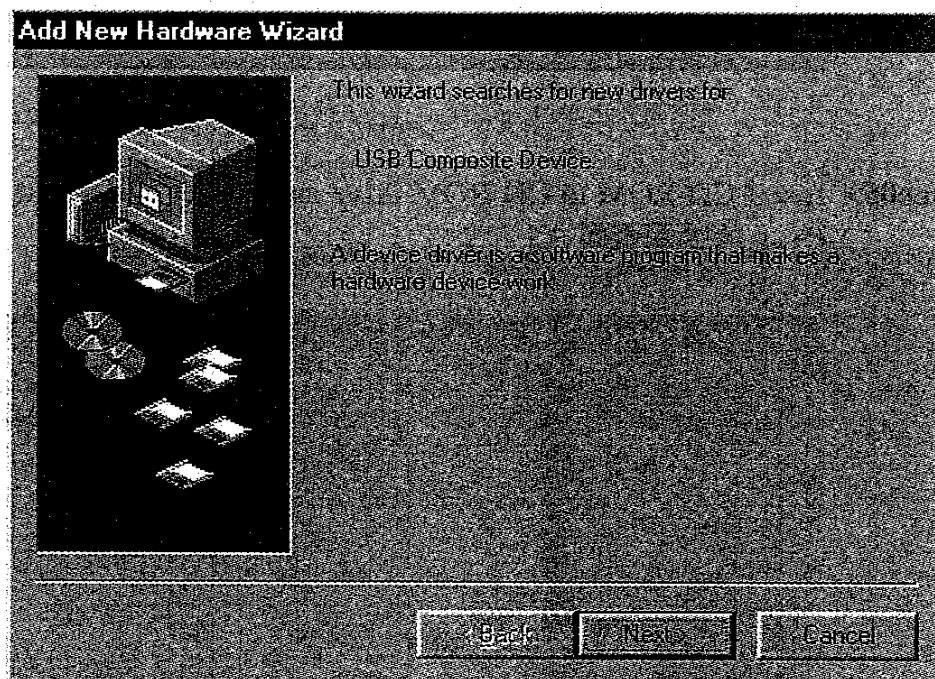 Add New Hardware Wizard
This wizard searches for new drivers for:
USB Composite Device
A device driver is a software program that makes a
hardware device work.
< Back
Next >
Cancel